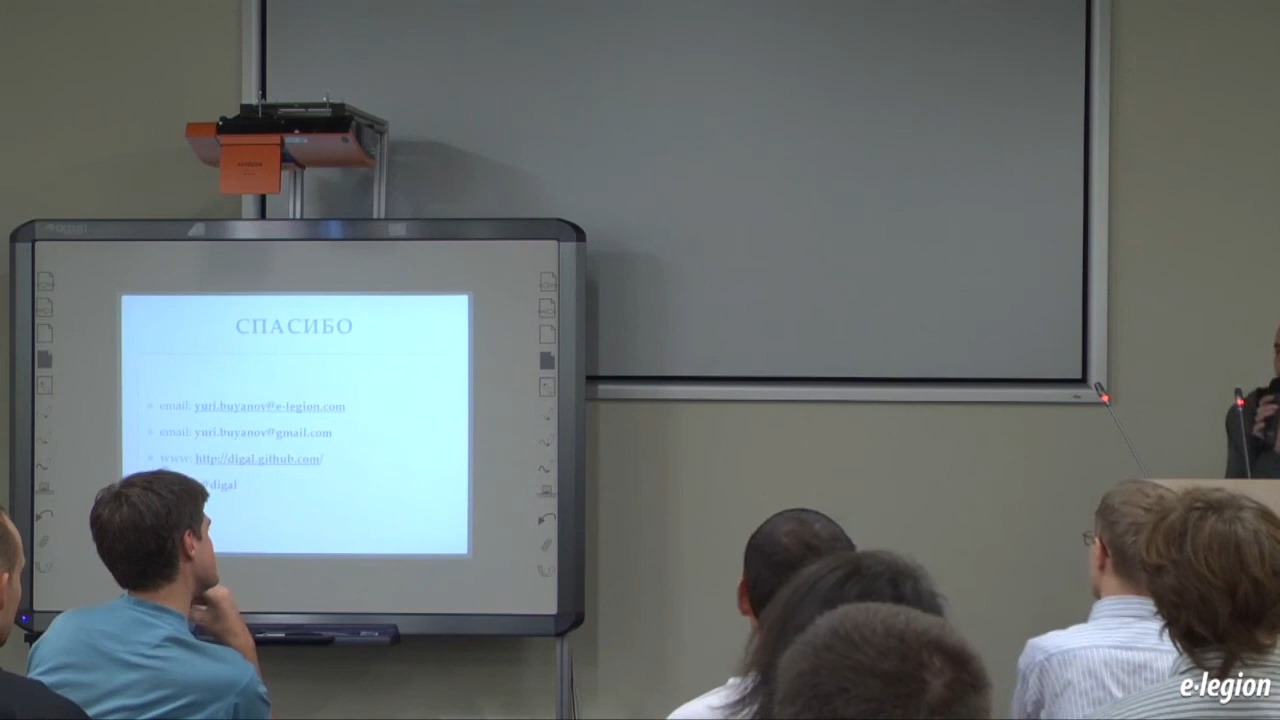 СПАСИБО
email: yuri.buyanov@e-legion.com
email: yuri.buyanov@gmail.com
www: http://digal.github.com/
@digal
e-legion